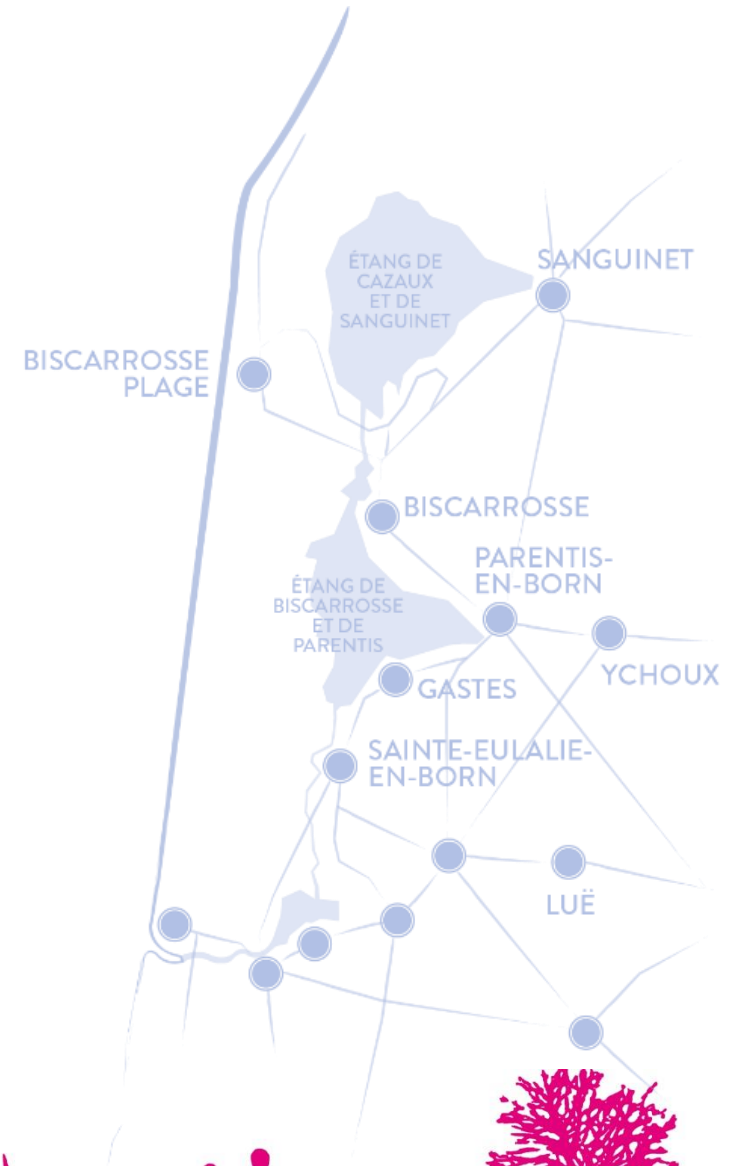 SANGUINET
ÉTANG DE
CAZAUX
ET DE
SANGUINET
BISCARROSSE
PLAGE
BISCARROSSE
PARENTIS-
EN-BORN
ÉTANG DE
BISCARROSSE
ET DE
PARENTIS
YCHOUX
GASTES
SAINTE-EULALIE-
EN-BORN
LUË